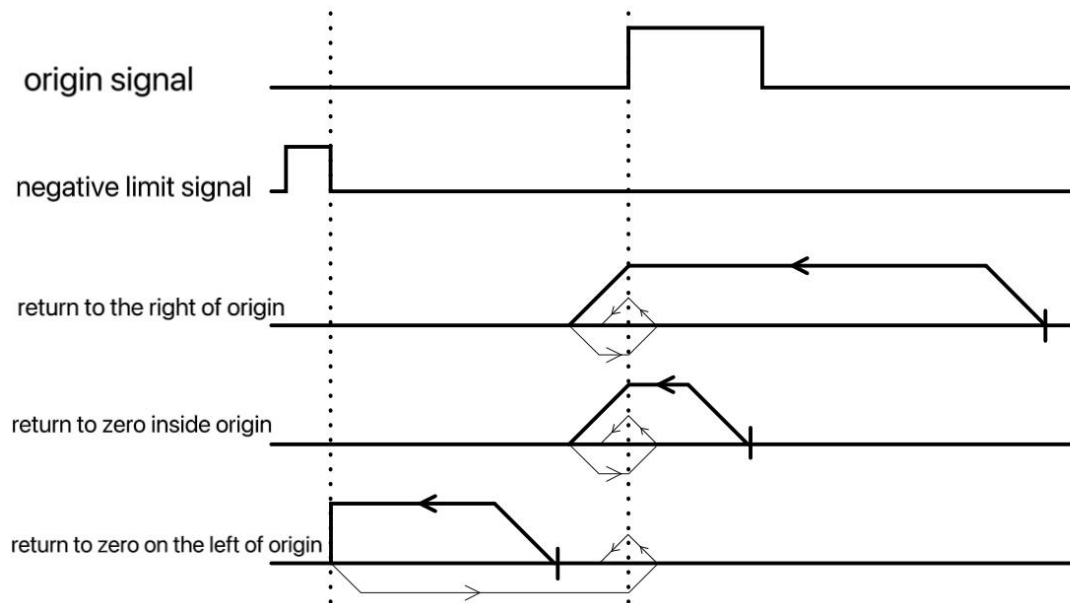 origin signal
negative limit signal
return to the right of origin
return to zero inside origin
return to zero on the left of origin